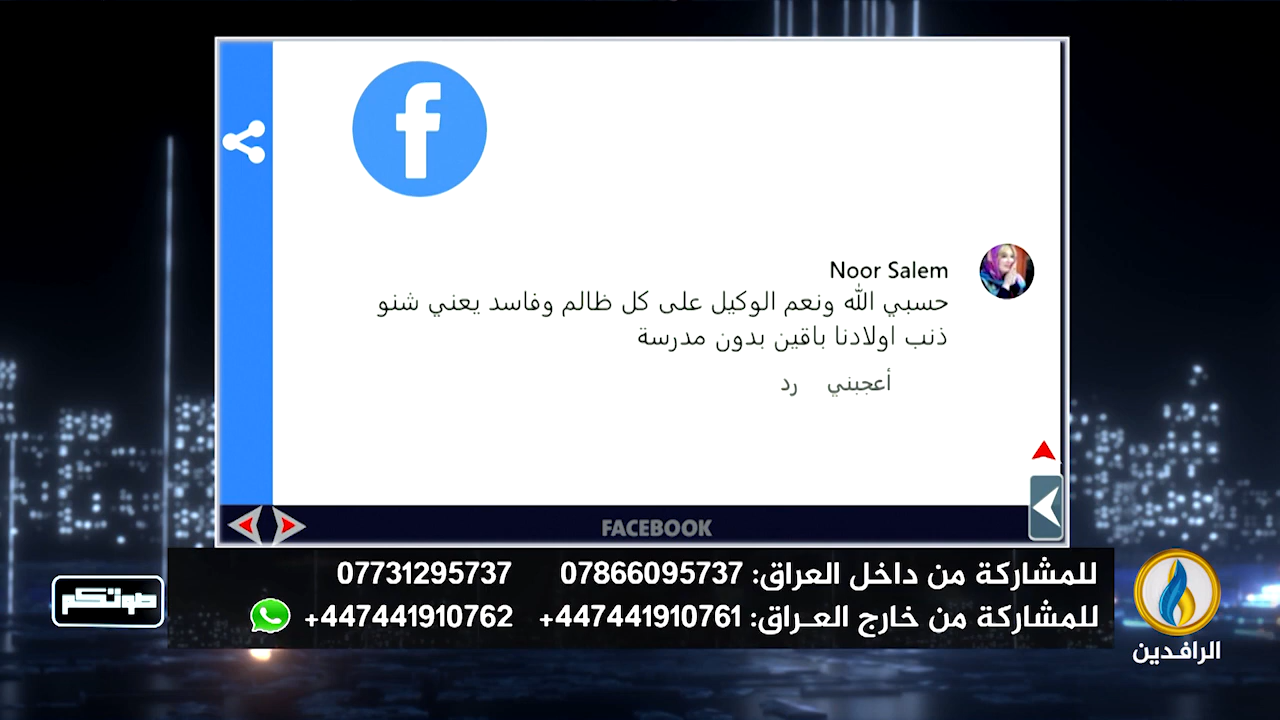 Noor Salem
حسبي الله ونعم الوكيل على كل ظالم وفاسد يعني شنو
ذنب اولادنا باقين بدون مدرسة
أعجبني رد
FACEBOOK
للمشاركة من داخل العراق: 07866095737 07731295737
للمشاركة من خارج العـراق: 447441910761+ 447441910762+
صوتكم
الرافدين